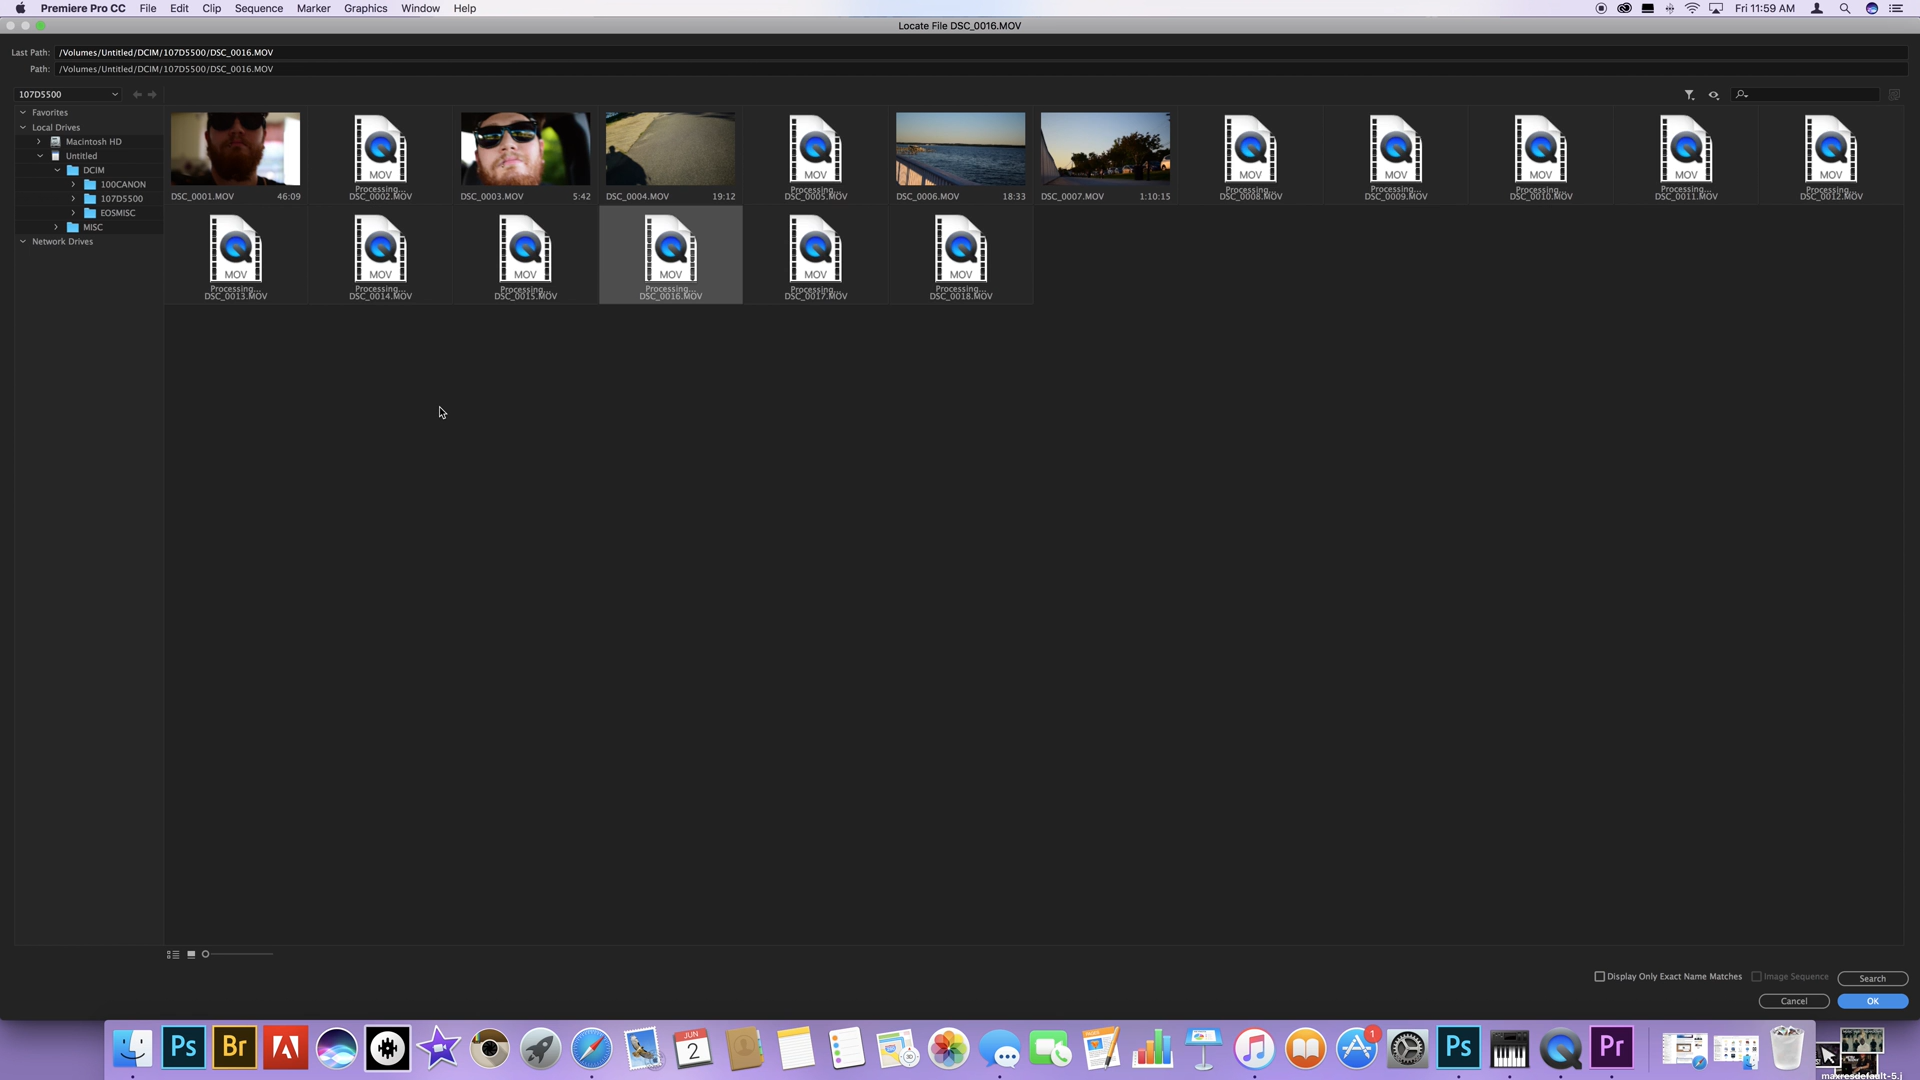 Premiere Pro CC File Edit Clip Sequence Marker Graphics Window Help Fri 11:59 AM
Locate File DSC_0016.MOV
Last Path: /Volumes/Untitled/DCIM/107D5500/DSC_0016.MOV
Path: /Volumes/Untitled/DCIM/107D5500/DSC_0016.MOV
107D5500
Favorites
Local Drives
Macintosh HD
Untitled
DCIM
100CANON
107D5500
EOSMISC
MISC
Network Drives
MOV MOV MOV MOV MOV MOV MOV
Processing... Processing... Processing... Processing... Processing... Processing... Processing...
DSC_0001.MOV 46:09 DSC_0002.MOV DSC_0003.MOV 5:42 DSC_0004.MOV 19:12 DSC_0005.MOV DSC_0006.MOV 18:33 DSC_0007.MOV 1:10:15 DSC_0008.MOV DSC_0009.MOV DSC_0010.MOV DSC_0011.MOV DSC_0012.MOV
MOV MOV MOV MOV MOV MOV
Processing... Processing... Processing... Processing... Processing... Processing...
DSC_0013.MOV DSC_0014.MOV DSC_0015.MOV DSC_0016.MOV DSC_0017.MOV DSC_0018.MOV
Display Only Exact Name Matches Image Sequence Search
Cancel OK
Ps Br JUN 2 30 1 Ps Pr
maxresdefault-5.j